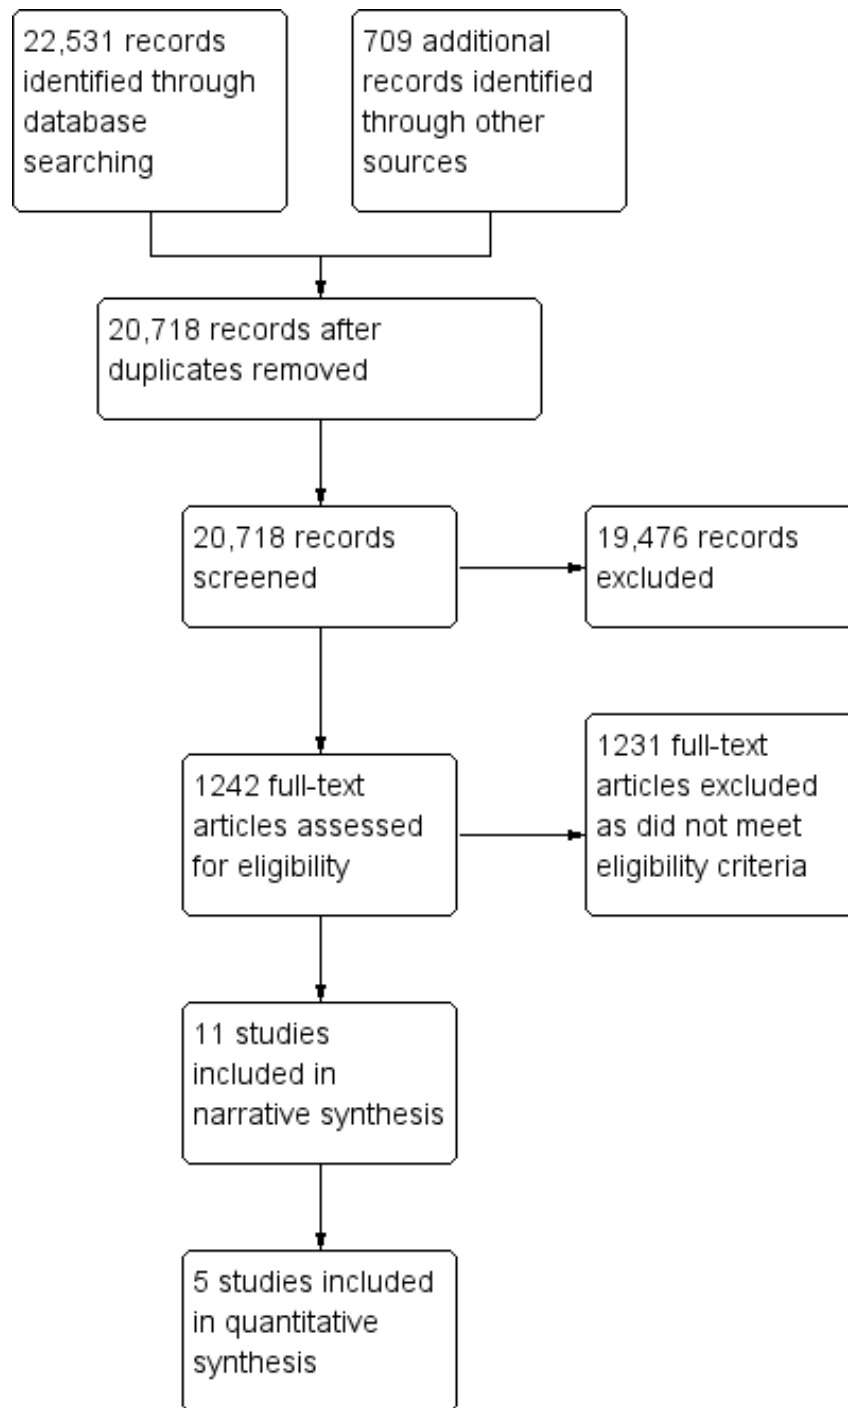 22,531 records
identified through
database
searching
709 additional
records identified
through other
sources
20,718 records after
duplicates removed
20,718 records
screened
19,476 records
excluded
1242 full-text
articles assessed
for eligibility
1231 full-text
articles excluded
as did not meet
eligibility criteria
11 studies
included in
narrative synthesis
5 studies included
in quantitative
synthesis